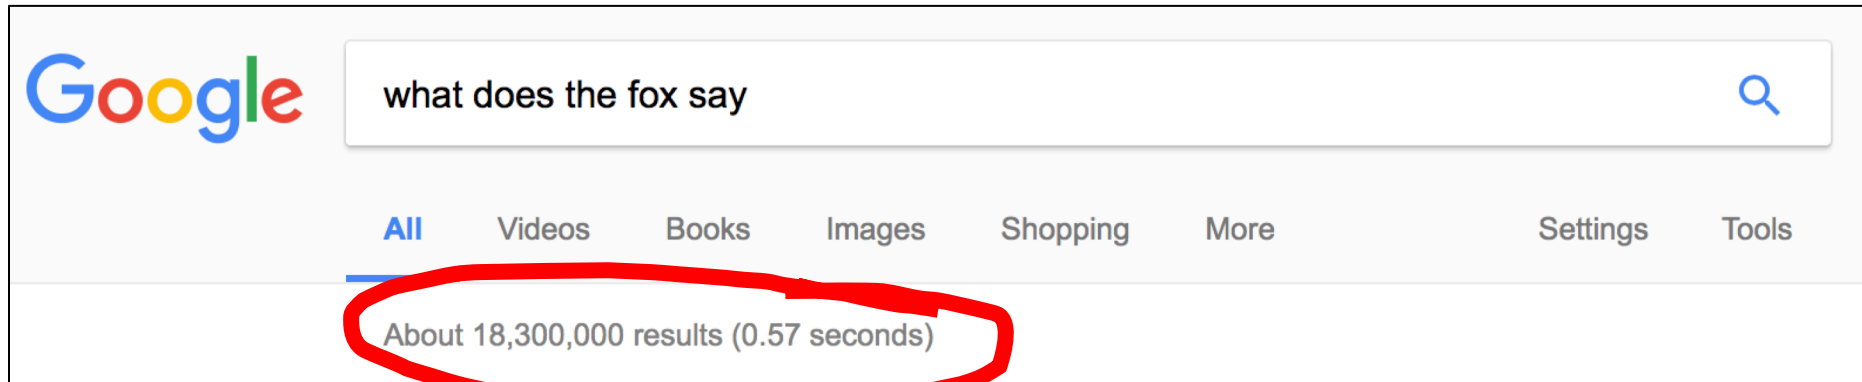 Google what does the fox say
All Videos Books Images Shopping More Settings Tools
About 18,300,000 results (0.57 seconds)